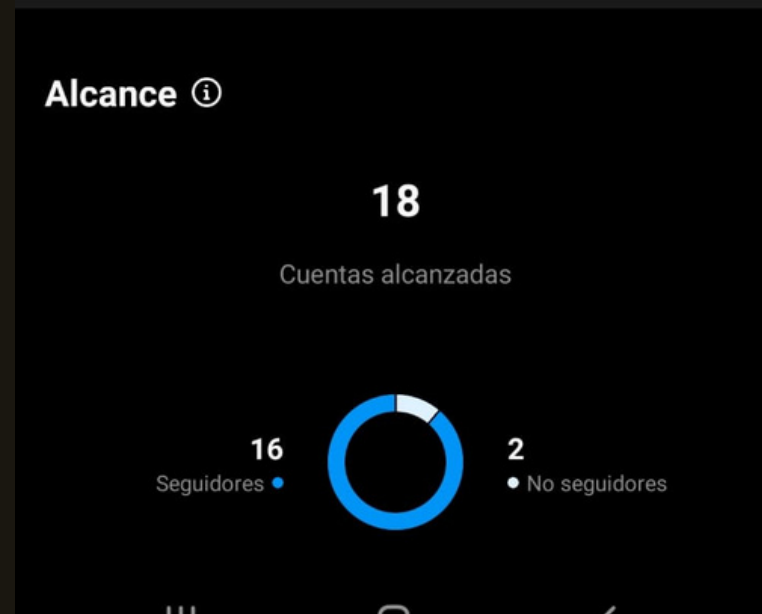 Alcance
18
Cuentas alcanzadas
16
Seguidores
2
No seguidores